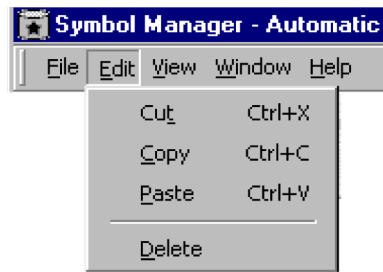 Symbol Manager - Automatic
File Edit View Window Help
Cut Ctrl+X
Copy Ctrl+C
Paste Ctrl+V
Delete